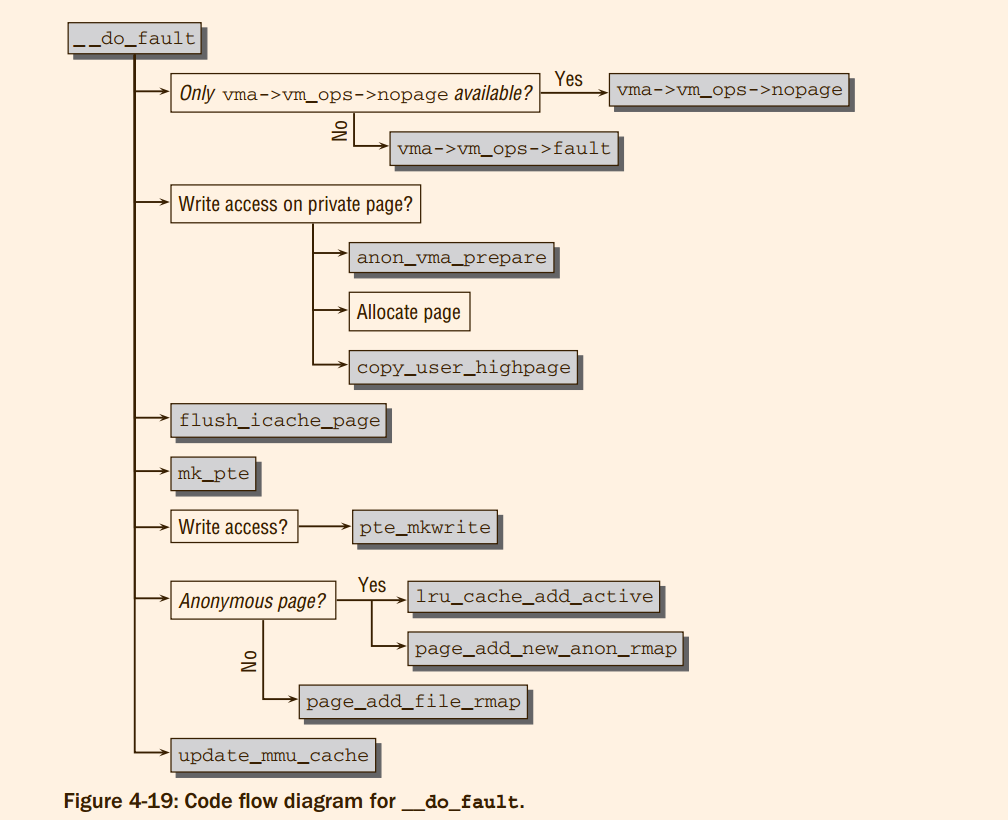 __do_fault
Only vma->vm_ops->nopage available?
Yes
vma->vm_ops->nopage
No
vma->vm_ops->fault
Write access on private page?
anon_vma_prepare
Allocate page
copy_user_highpage
flush_icache_page
mk_pte
Write access?
pte_mkwrite
Anonymous page?
Yes
lru_cache_add_active
page_add_new_anon_rmap
No
page_add_file_rmap
update_mmu_cache
Figure 4-19: Code flow diagram for __do_fault.